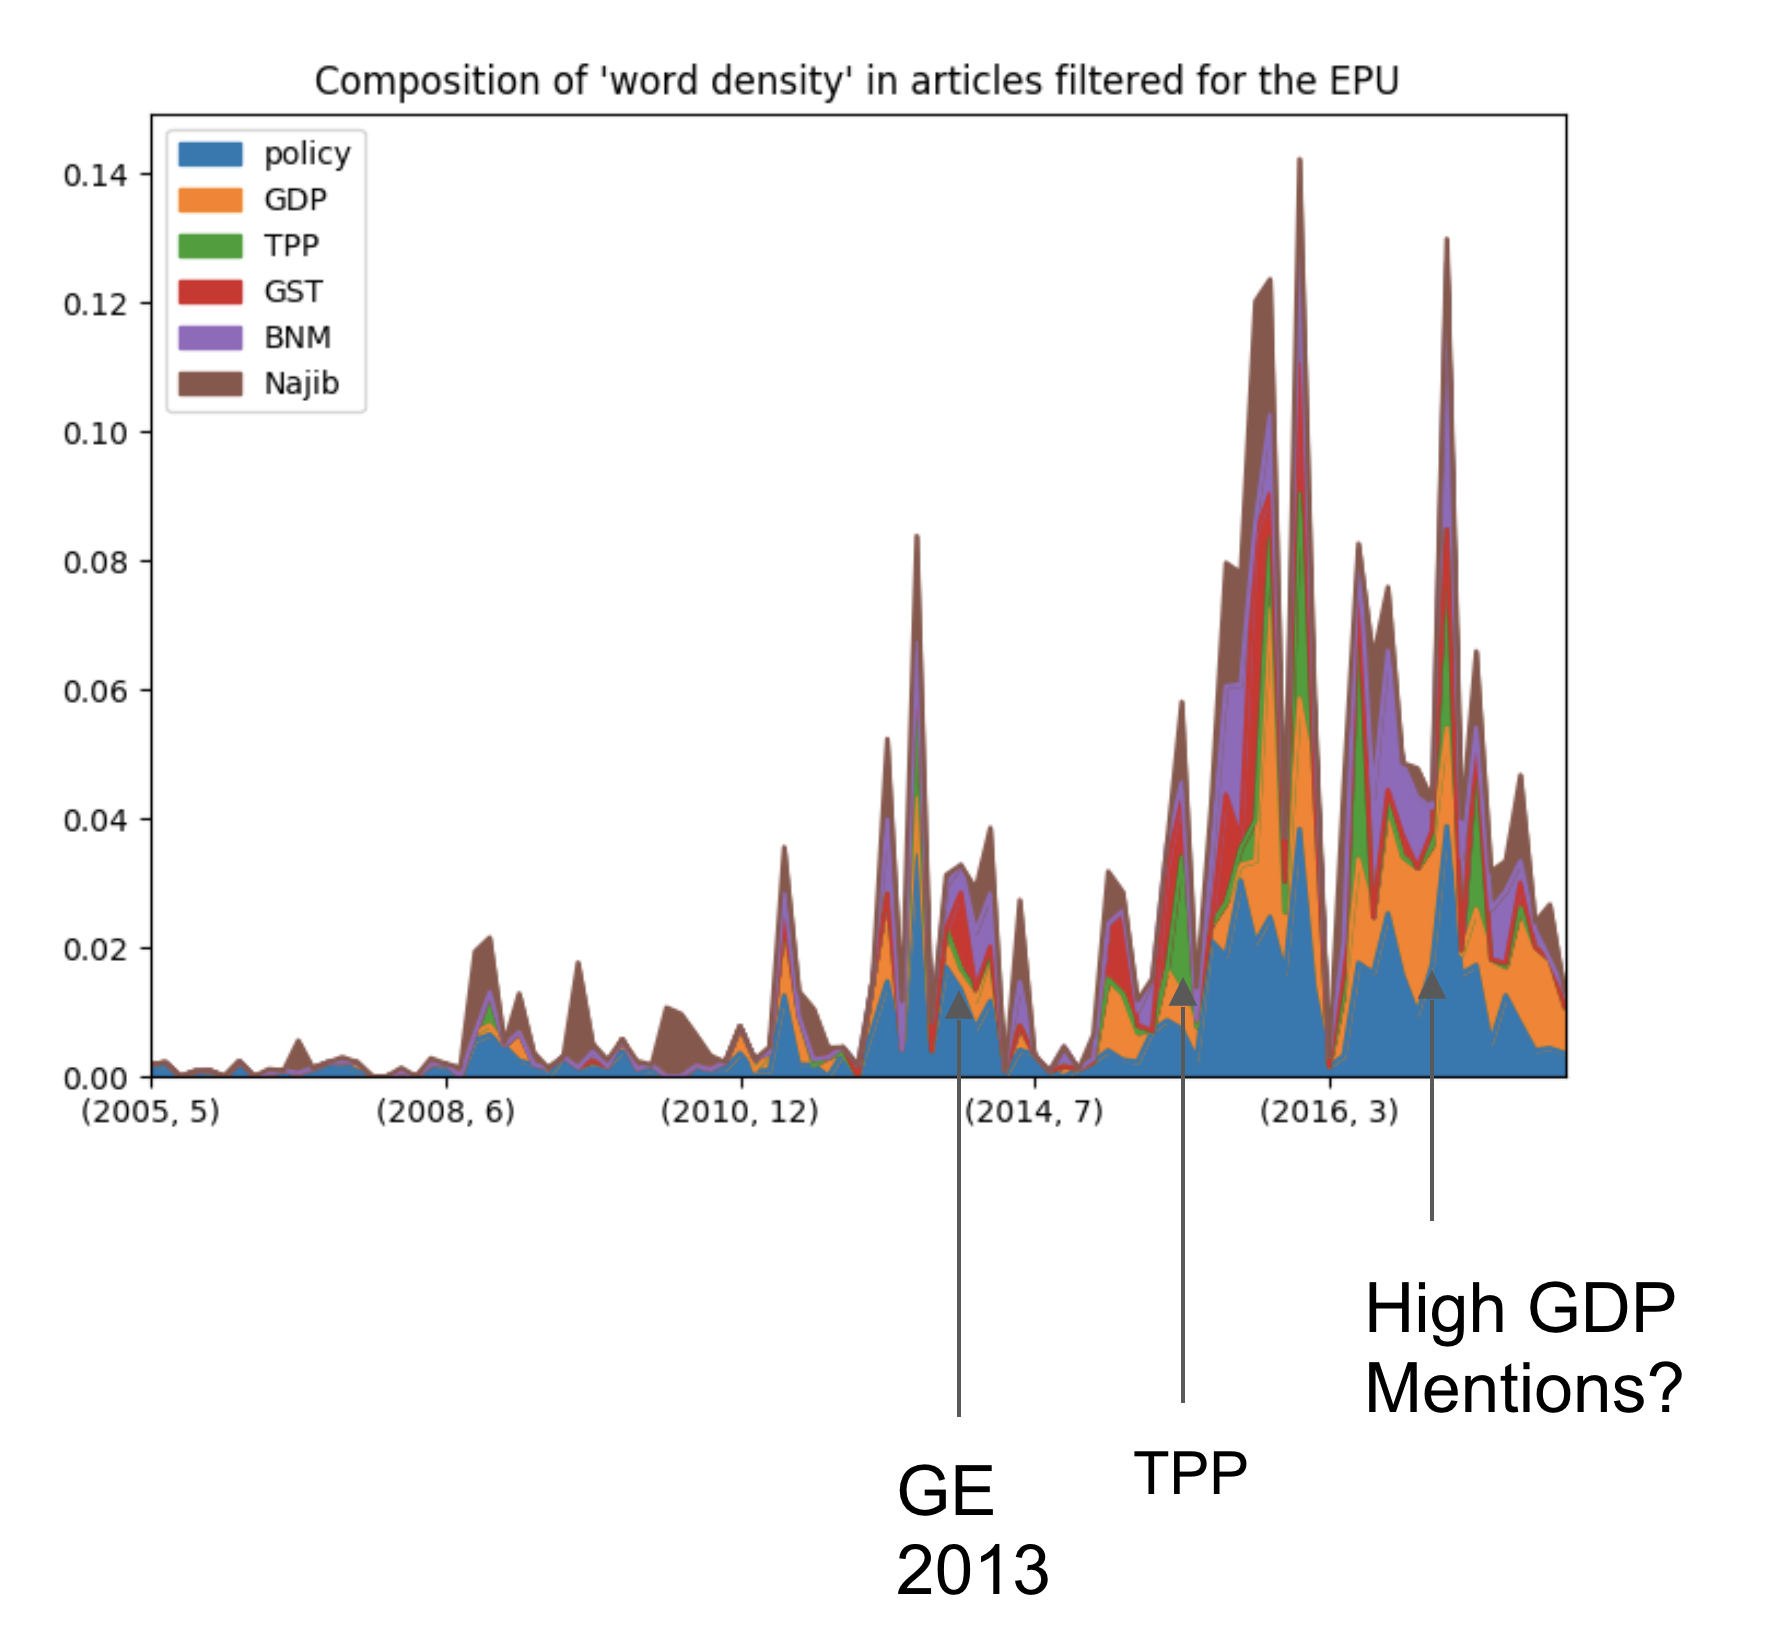 Composition of 'word density' in articles filtered for the EPU
policy
GDP
TPP
GST
BNM
Najib
0.14
0.12
0.10
0.08
0.06
0.04
0.02
0.00
(2005, 5) (2008, 6) (2010, 12) (2014, 7) (2016, 3)
High GDP
Mentions?
TPP
GE
2013